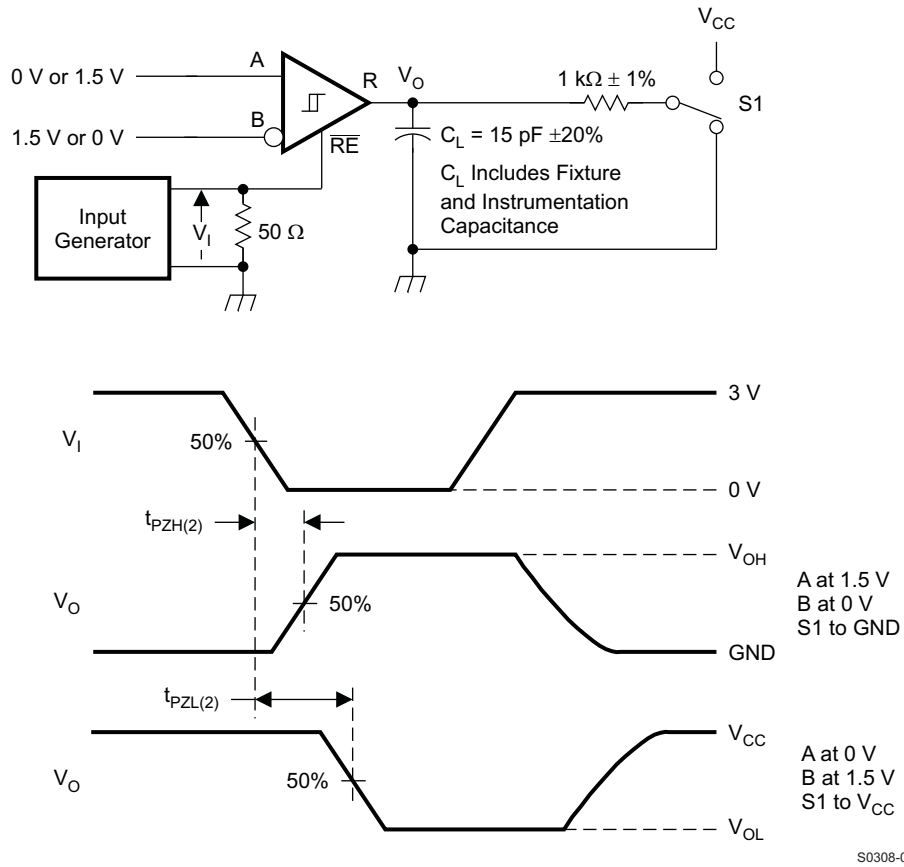 V_CC
0 V or 1.5 V
A
R
V_O
1 kΩ ± 1%
S1
1.5 V or 0 V
B
RE
C_L = 15 pF ±20%
C_L Includes Fixture
and Instrumentation
Capacitance
Input
Generator
V_I
50 Ω
3 V
V_I
50%
0 V
t_PZH(2)
V_OH
V_O
50%
A at 1.5 V
B at 0 V
S1 to GND
GND
t_PZL(2)
V_CC
V_O
50%
A at 0 V
B at 1.5 V
S1 to V_CC
V_OL